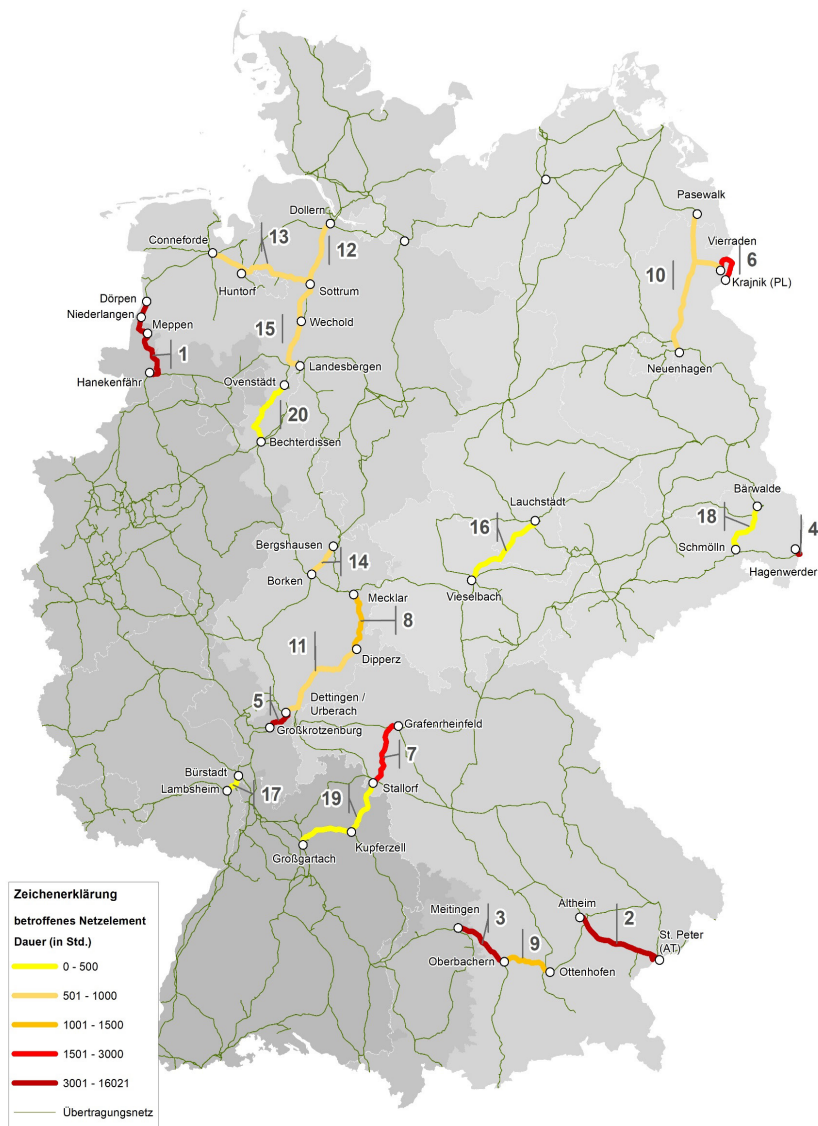 Dollern
Pasewalk
Conneforde
13
12
Vierraden
6
10
Krajnik (PL)
Huntorf
Sottrum
Dörpen
Niederlangen
Meppen
15
Wechold
1
Neuenhagen
Landesbergen
Hanekenfähr
Ovenstädt
20
Bechterdissen
Bärwalde
Lauchstädt
16
18
4
Bergshausen
Schmölln
14
Hagenwerder
Borken
Vieselbach
Mecklar
8
11
Dipperz
5
Dettingen /
Urberach
Grafenrheinfeld
Großkrotzenburg
7
Bürstadt
Lambsheim
17
19
Stallorf
Kupferzell
Großgartach
Zeichenerklärung
betroffenes Netzelement
Dauer (in Std.)
0 - 500
501 - 1000
1001 - 1500
1501 - 3000
3001 - 16021
Übertragungsnetz
Altheim
Meitingen
3
2
St. Peter
(AT)
9
Oberbachern
Ottenhofen